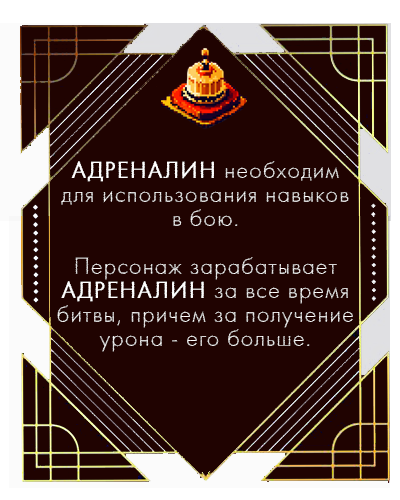 АДРЕНАЛИН необходим
для использования навыков
в бою.
Персонаж зарабатывает
АДРЕНАЛИН за все время
битвы, причем за получение
урона - его больше.